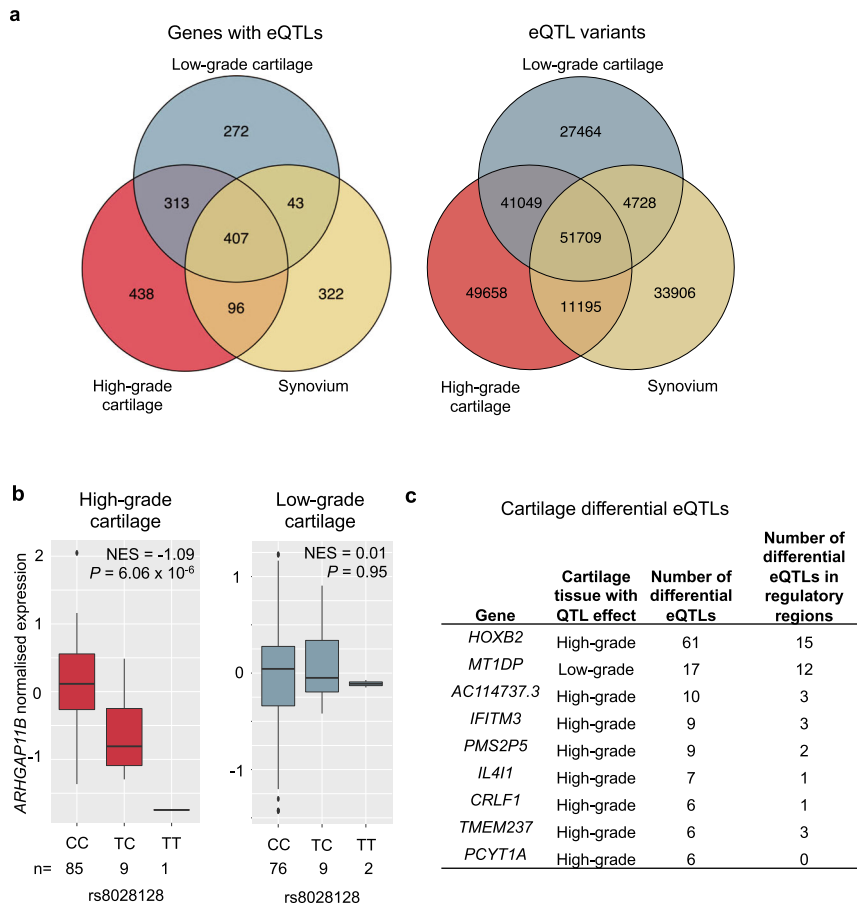 a
Genes with eQTLs
Low-grade cartilage
272
313
43
407
438
96
322
High-grade
cartilage
Synovium
eQTL variants
Low-grade cartilage
27464
41049
4728
51709
49658
11195
33906
High-grade
cartilage
Synovium
b
High-grade
cartilage
NES = -1.09
P = 6.06 x 10⁻⁶
ARHGAP11B normalised expression
2
1
0
-1
CC TC TT
n= 85 9 1
rs8028128
Low-grade
cartilage
NES = 0.01
P = 0.95
1
0
-1
CC TC TT
76 9 2
rs8028128
c
Cartilage differential eQTLs
Gene
Cartilage
tissue with
QTL effect
Number of
differential
eQTLs
Number of
differential
eQTLs in
regulatory
regions
HOXB2 High-grade 61 15
MT1DP Low-grade 17 12
AC114737.3 High-grade 10 3
IFITM3 High-grade 9 3
PMS2P5 High-grade 9 2
IL4I1 High-grade 7 1
CRLF1 High-grade 6 1
TMEM237 High-grade 6 3
PCYT1A High-grade 6 0